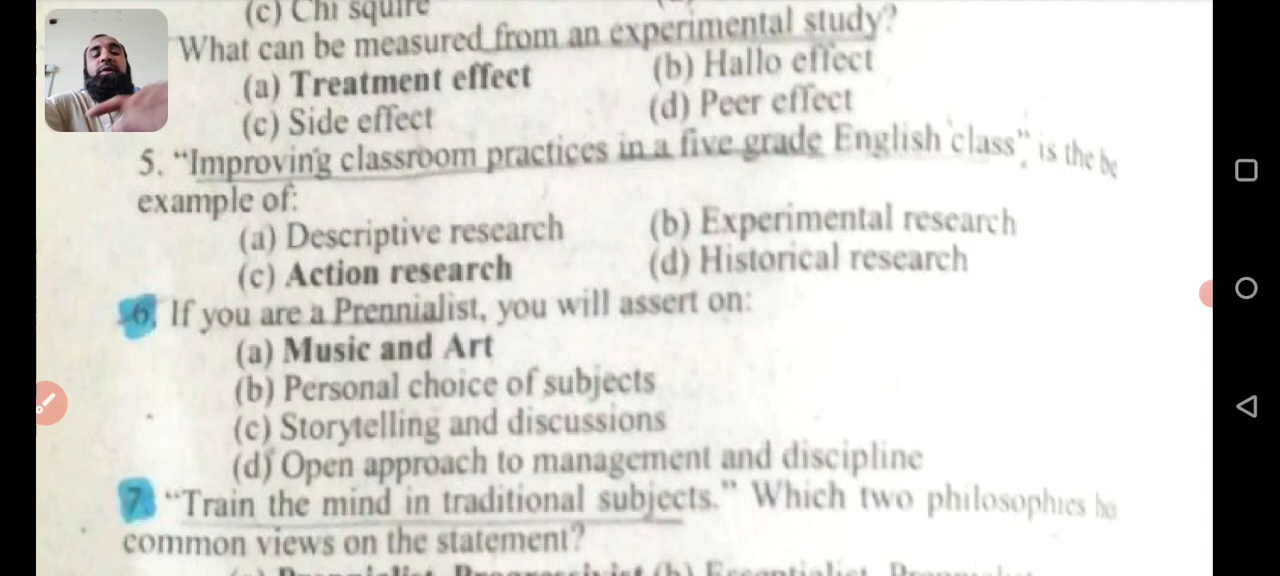 (c) Chi squire
What can be measured from an experimental study?
(a) Treatment effect (b) Hallo effect
(c) Side effect (d) Peer effect
5. “Improving classroom practices in a five grade English class” is the be
example of:
(a) Descriptive research (b) Experimental research
(c) Action research (d) Historical research
6. If you are a Prennialist, you will assert on:
(a) Music and Art
(b) Personal choice of subjects
(c) Storytelling and discussions
(d) Open approach to management and discipline
7. “Train the mind in traditional subjects.” Which two philosophies
common views on the statement?
Prennialist, Progressivist (b) Essentialist,